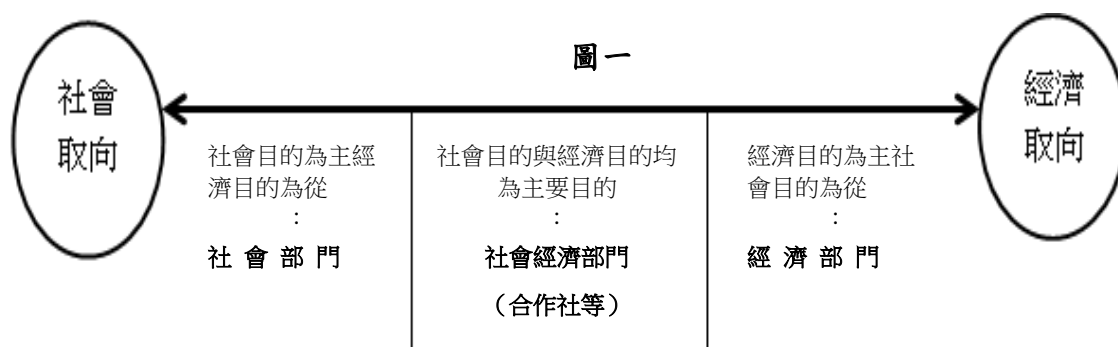 圖一
社會
取向
經濟
取向
社會目的為主經
濟目的為從
:
社 會 部 門
社會目的與經濟目的均
為主要目的
:
社會經濟部門
(合作社等)
經濟目的為主社
會目的為從
:
經 濟 部 門